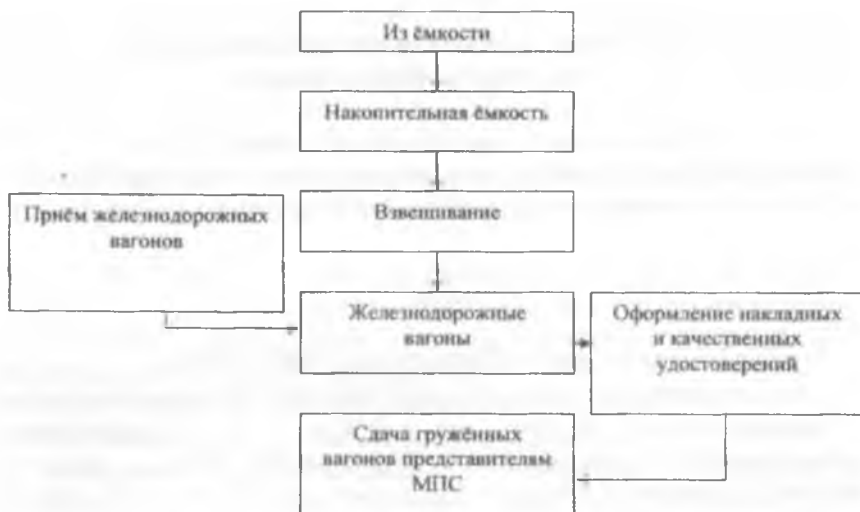 Из ёмкости
Накопительная ёмкость
Взвешивание
Приём железнодорожных
вагонов
Железнодорожные
вагоны
Оформление накладных
и качественных
удостоверений
Сдача гружённых
вагонов представителям
МПС